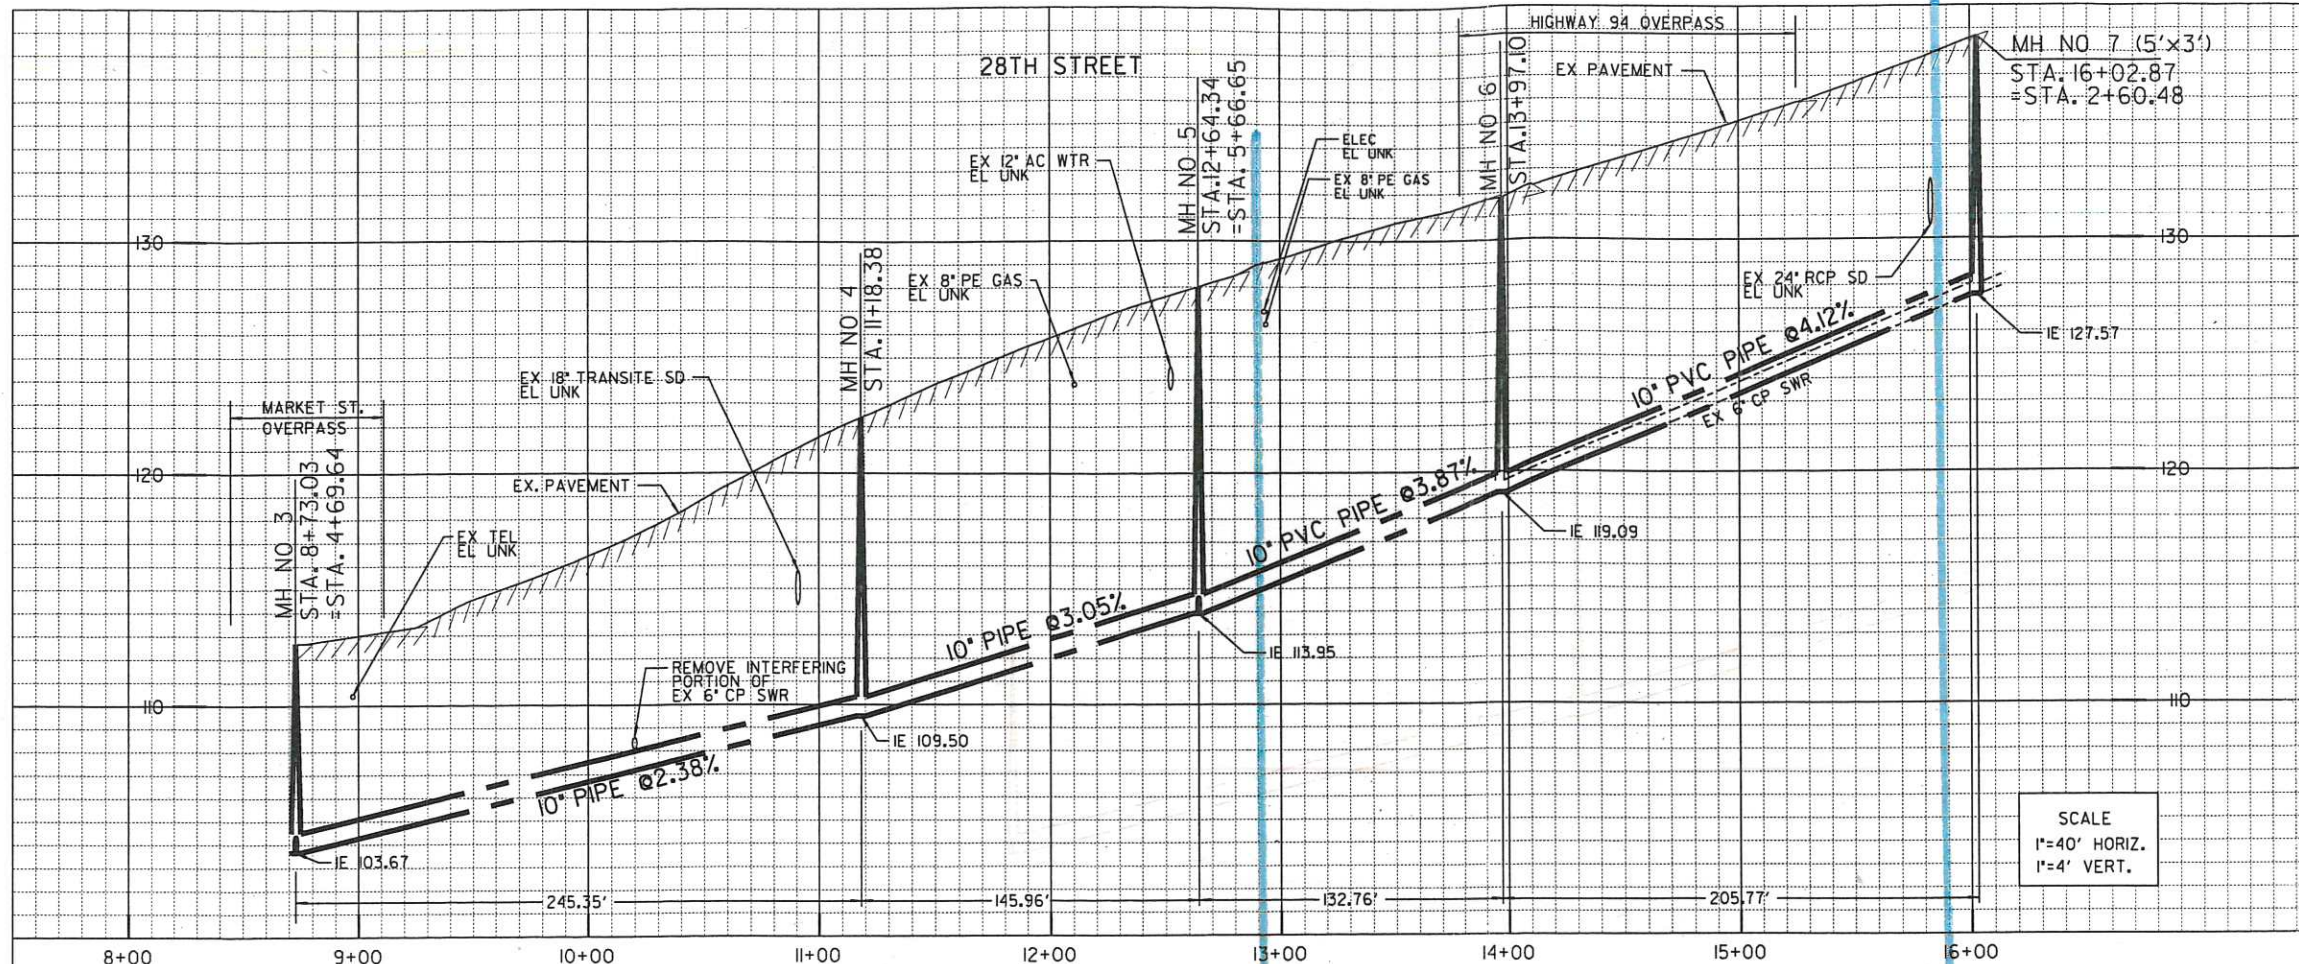 HIGHWAY 94 OVERPASS
28TH STREET
EX PAVEMENT
MH NO 7 (5'x3')
STA. 16+02.87
=STA. 2+60.48
MH NO 6
STA.13+97.10
MH NO 5
STA.12+64.34
=STA. 5+66.65
ELEC
EL UNK
EX 8" PE GAS
EL UNK
EX 12" AC WTR
EL UNK
130
130
MH NO 4
STA.11+18.38
EX 8" PE GAS
EL UNK
EX 24" RCP SD
EL UNK
IE 127.57
10" PVC PIPE @4.12%
EX 6" CP SWR
EX 18" TRANSITE SD
EL UNK
MARKET ST.
OVERPASS
120
120
MH NO 3
STA. 8+73.03
=STA. 4+69.64
EX. PAVEMENT
EX TEL
EL UNK
10" PVC PIPE @3.87%
IE 119.09
10" PIPE @3.05%
IE 113.95
REMOVE INTERFERING
PORTION OF
EX 6" CP SWR
110
110
IE 109.50
10" PIPE @2.38%
IE 103.67
SCALE
1"=40' HORIZ.
1"=4' VERT.
245.35'
145.96'
132.76'
205.77'
8+00
9+00
10+00
11+00
12+00
13+00
14+00
15+00
16+00